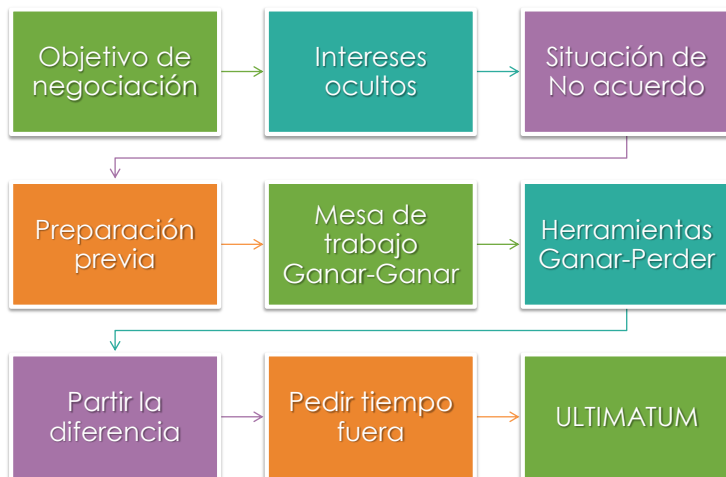 Objetivo de
negociación
Intereses
ocultos
Situación de
No acuerdo
Preparación
previa
Mesa de
trabajo
Ganar-Ganar
Herramientas
Ganar-Perder
Partir la
diferencia
Pedir tiempo
fuera
ULTIMATUM